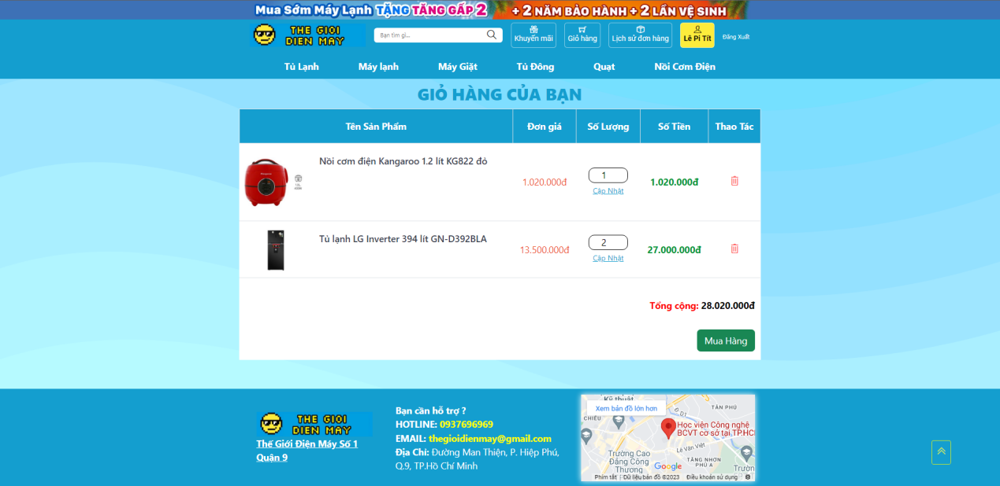 Mua Sớm Máy Lạnh TẶNG TĂNG GẤP 2 + 2 NĂM BẢO HÀNH + 2 LẦN VỆ SINH
THE GIOI
DIEN MAY
Bạn tìm gì...
Khuyến mãi
Giỏ hàng
Lịch sử đơn hàng
Lê Pi Tít
Đăng Xuất
Tủ Lạnh Máy lạnh Máy Giặt Tủ Đông Quạt Nồi Cơm Điện
GIỎ HÀNG CỦA BẠN
Tên Sản Phẩm Đơn giá Số Lượng Số Tiền Thao Tác
Nồi cơm điện Kangaroo 1.2 lít KG822 đỏ
1.020.000đ 1 1.020.000đ
Cập Nhật
Tủ lạnh LG Inverter 394 lít GN-D392BLA
13.500.000đ 2 27.000.000đ
Cập Nhật
Tổng cộng: 28.020.000đ
Mua Hàng
THE GIOI
DIEN MAY
Thế Giới Điện Máy Số 1
Quận 9
Bạn cần hỗ trợ ?
HOTLINE: 0937696969
EMAIL: thegioidienmay@gmail.com
Địa Chỉ: Đường Man Thiện, P. Hiệp Phú,
Q.9, TP.Hồ Chí Minh
Kỹ thuật
Xem bản đồ lớn hơn
TÂN PHÚ
CHIỂU
Đ. D1
Học viện Công nghệ
BCVT cơ sở tại TP.HC
Lê Văn Việt
Trường Cao
Đẳng Công
Thương
TĂNG NHƠN
PHÚ A
Google
Phím tắt Dữ liệu bản đồ ©2023 Điều khoản sử dụng